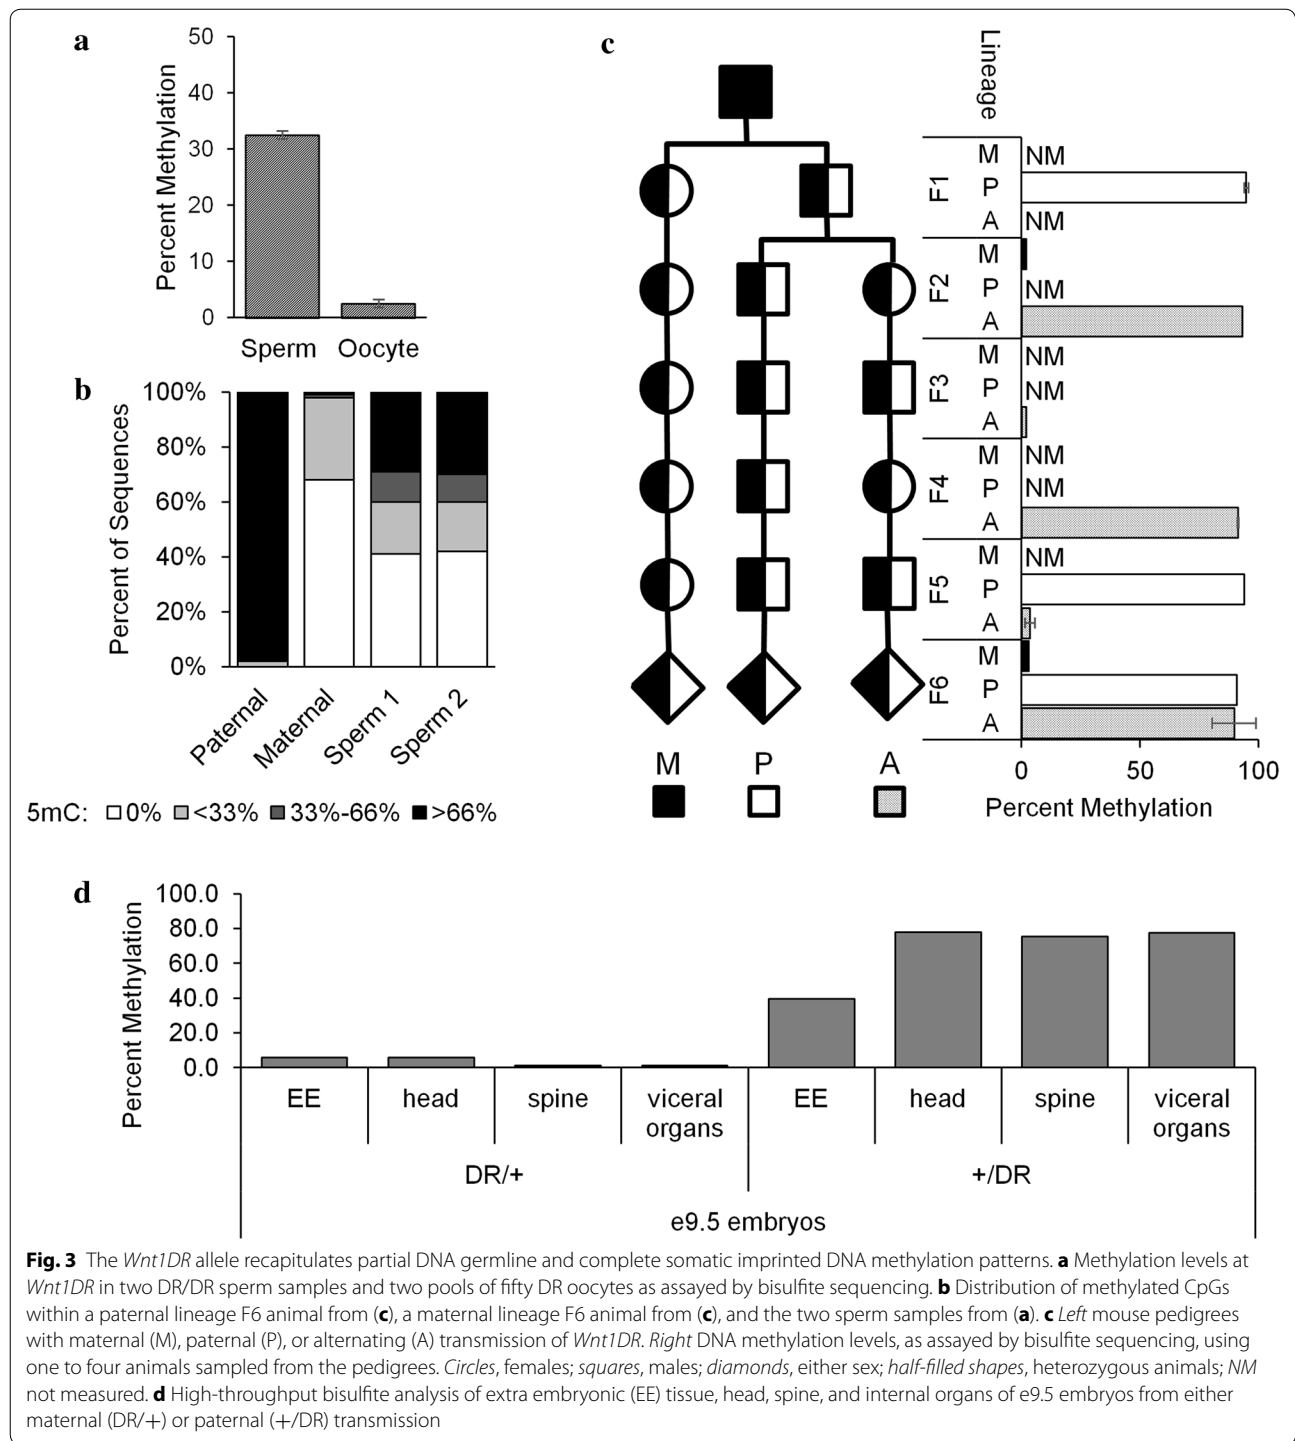 a
50
40
30
20
10
0
Percent Methylation
Sperm Oocyte
b
100%
80%
60%
40%
20%
0%
Percent of Sequences
Paternal
Maternal
Sperm 1
Sperm 2
5mC: 0% <33% 33%-66% >66%
c
M P A
Lineage
F1
M NM
P
A NM
F2
M
P NM
A
F3
M NM
P NM
A
F4
M NM
P NM
A
F5
M NM
P
A
F6
M
P
A
0 50 100
Percent Methylation
d
100.0
80.0
60.0
40.0
20.0
0.0
Percent Methylation
EE head spine viceral EE head spine viceral
organs organs
DR/+ +/DR
e9.5 embryos
Fig. 3 The Wnt1DR allele recapitulates partial DNA germline and complete somatic imprinted DNA methylation patterns. a Methylation levels at
Wnt1DR in two DR/DR sperm samples and two pools of fifty DR oocytes as assayed by bisulfite sequencing. b Distribution of methylated CpGs
within a paternal lineage F6 animal from (c), a maternal lineage F6 animal from (c), and the two sperm samples from (a). c Left mouse pedigrees
with maternal (M), paternal (P), or alternating (A) transmission of Wnt1DR. Right DNA methylation levels, as assayed by bisulfite sequencing, using
one to four animals sampled from the pedigrees. Circles, females; squares, males; diamonds, either sex; half-filled shapes, heterozygous animals; NM
not measured. d High-throughput bisulfite analysis of extra embryonic (EE) tissue, head, spine, and internal organs of e9.5 embryos from either
maternal (DR/+) or paternal (+/DR) transmission